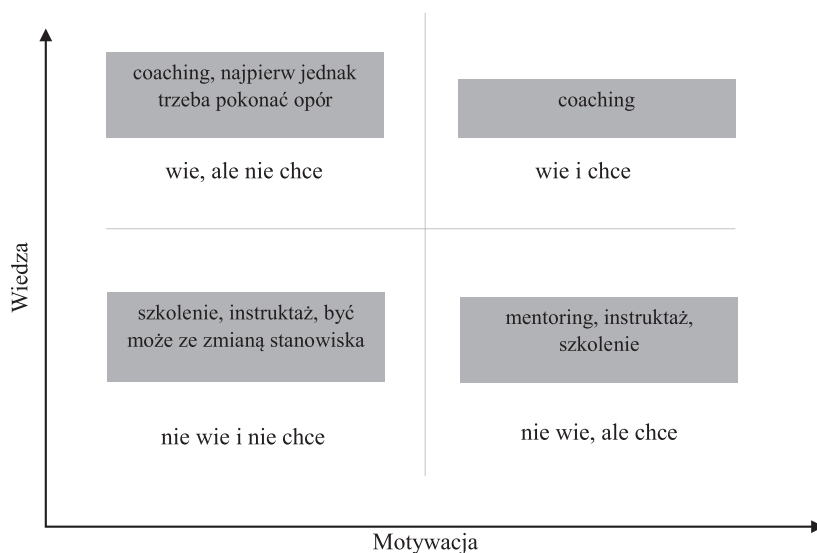 coaching, najpierw jednak
trzeba pokonać opór
coaching
wie, ale nie chce
wie i chce
Wiedza
szkolenie, instruktaż, być
może ze zmianą stanowiska
mentoring, instruktaż,
szkolenie
nie wie i nie chce
nie wie, ale chce
Motywacja